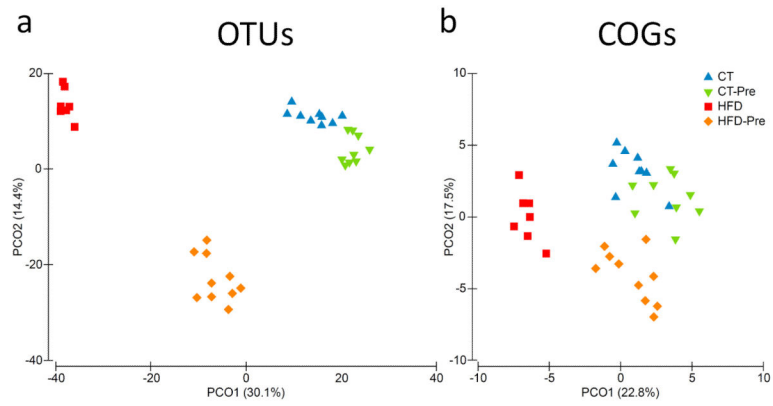 a
OTUs
20
0
-20
-40
PCO2 (14.4%)
-40
-20
0
20
40
PCO1 (30.1%)
b
COGs
10
5
0
-5
-10
PCO2 (17.5%)
-10
-5
0
5
10
PCO1 (22.8%)
CT
CT-Pre
HFD
HFD-Pre